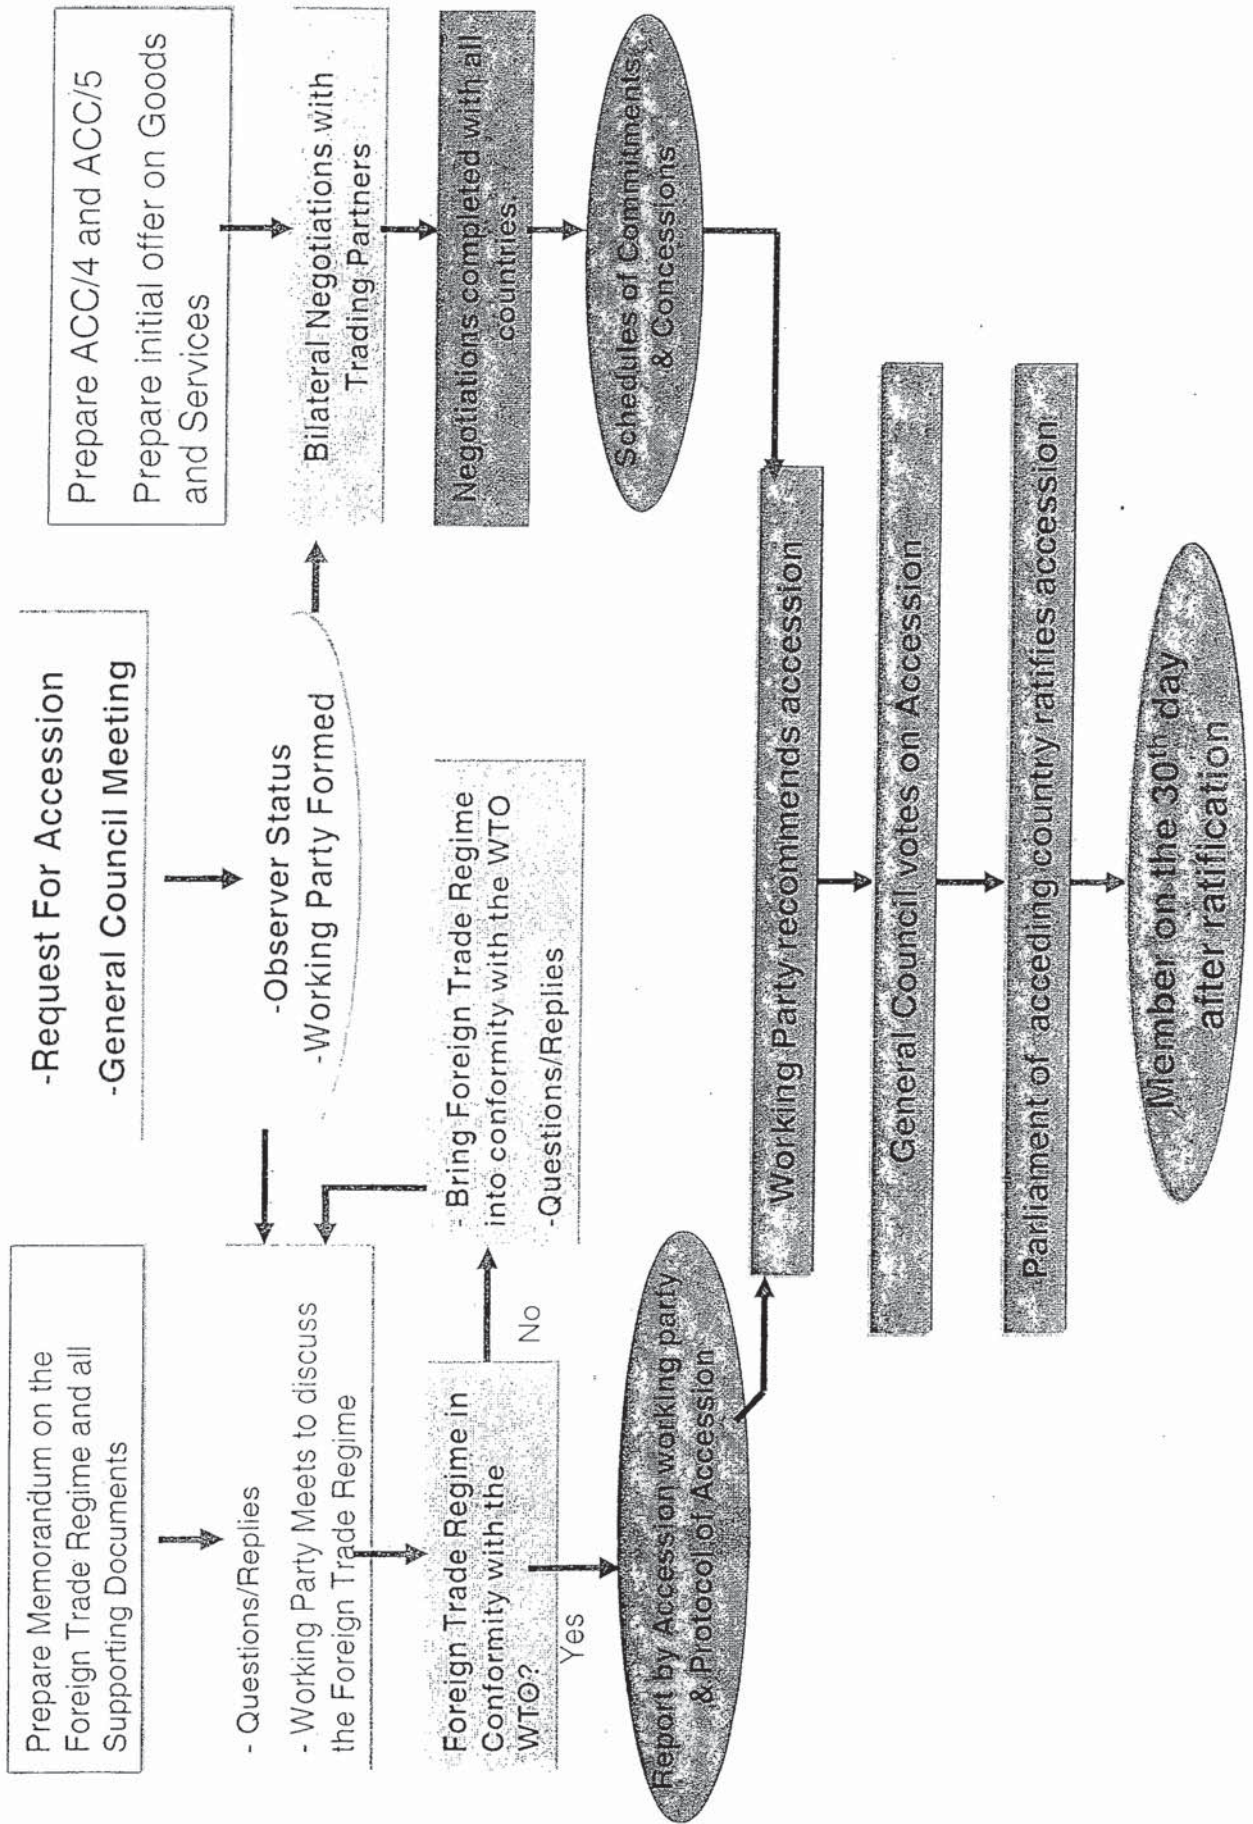 -Request For Accession
-General Council Meeting
Prepare Memorandum on the
Foreign Trade Regime and all
Supporting Documents
-Observer Status
-Working Party Formed
Prepare ACC/4 and ACC/5
Prepare initial offer on Goods
and Services
- Questions/Replies
- Working Party Meets to discuss
the Foreign Trade Regime
Bilateral Negotiations with
Trading Partners
Foreign Trade Regime in
Conformity with the
WTO?
No
- Bring Foreign Trade Regime
into conformity with the WTO
-Questions/Replies
Negotiations completed with all
countries.
Yes
Report by Accession working party
& Protocol of Accession
Schedules of Commitments
& Concessions
Working Party recommends accession
General Council votes on Accession
Parliament of acceding country ratifies accession
Member on the 30th day
after ratification